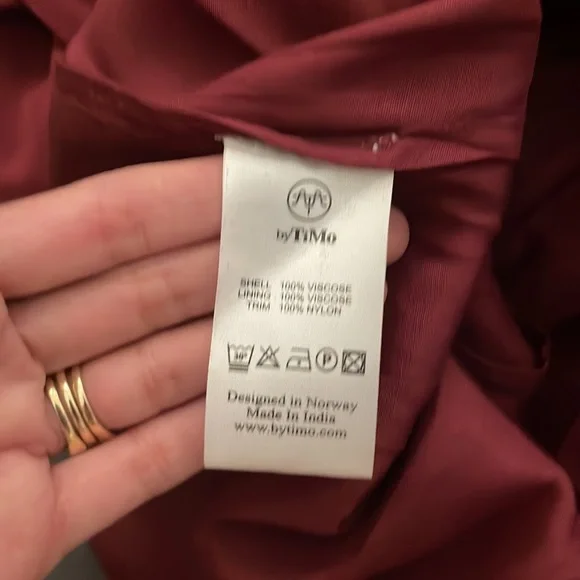 byTiMo
SHELL 100% VISCOSE
LINING 100% VISCOSE
TRIM 100% NYLON
30° P
Designed in Norway
Made In India
www.bytimo.com